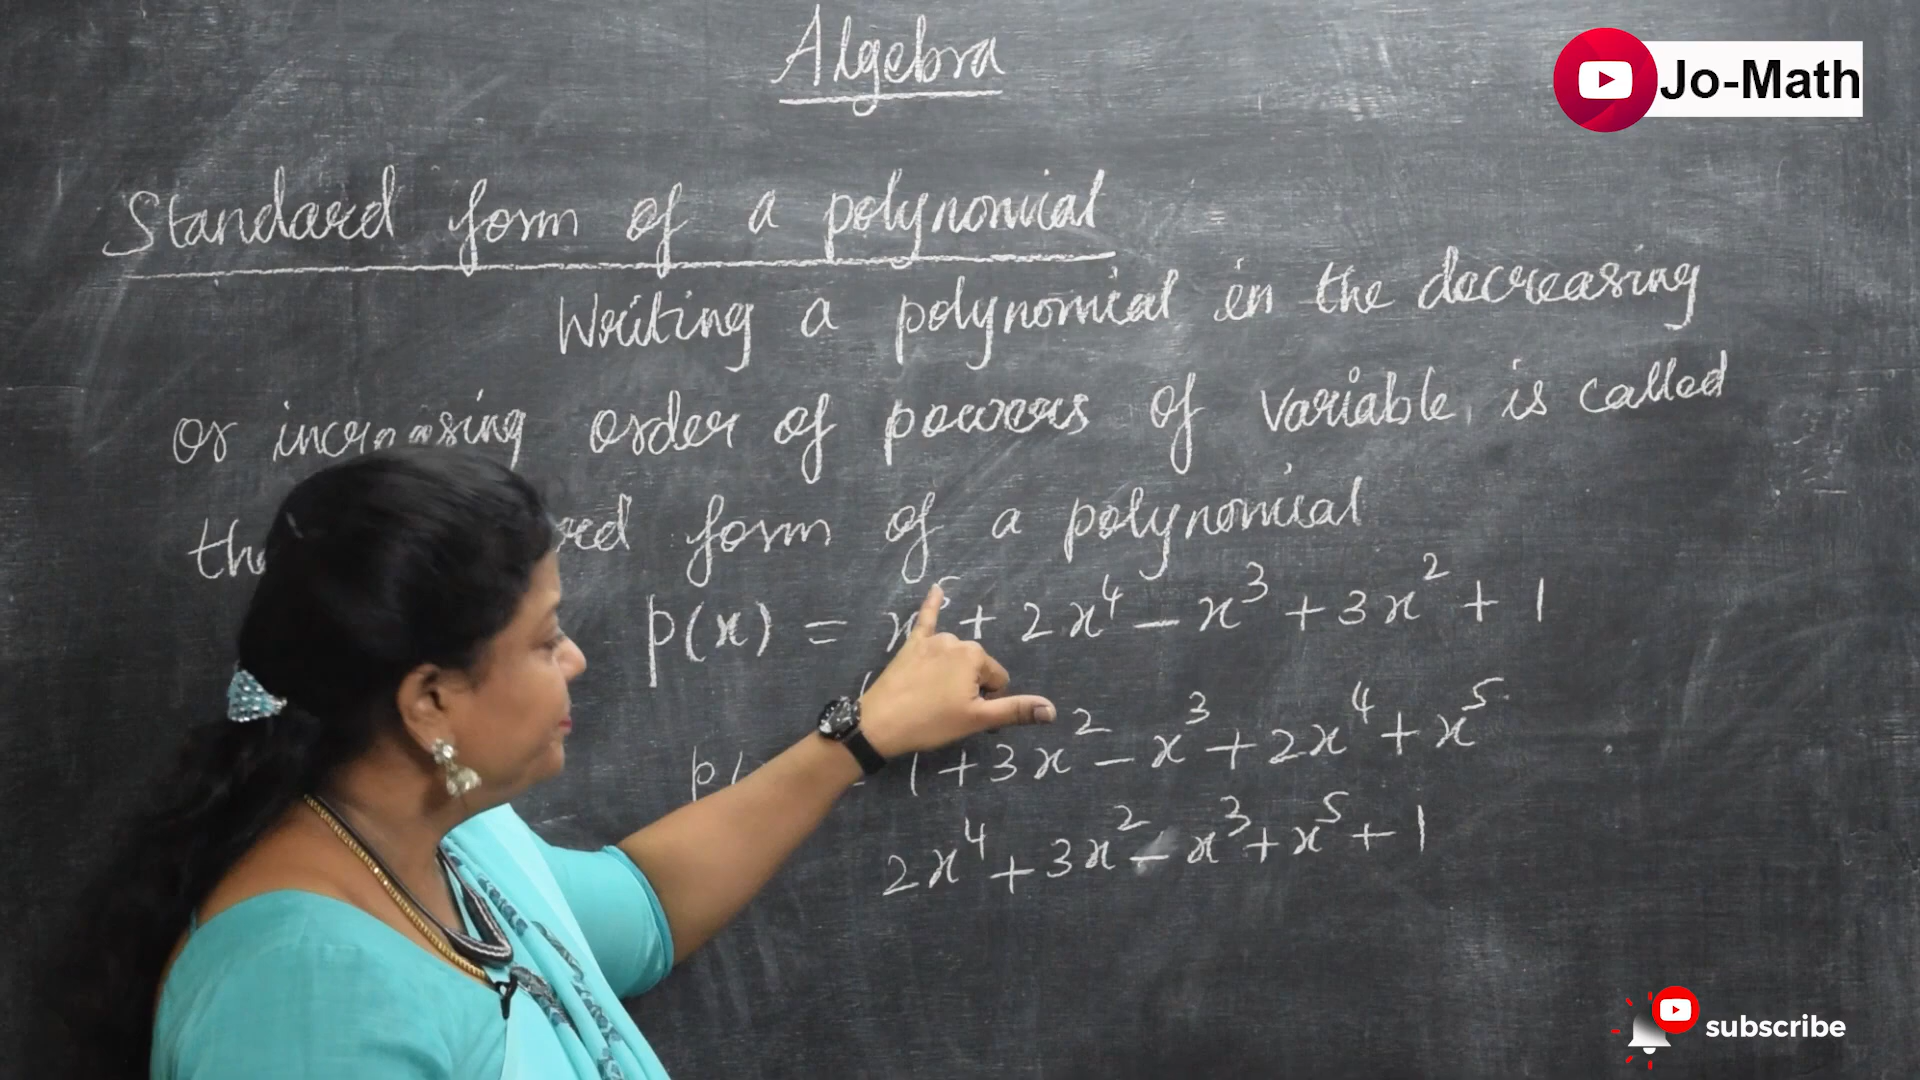 Algebra
Jo-Math
Standard form of a polynomial
Writing a polynomial in the decreasing
or increasing order of powers of variable, is called
form of a polynomial
p(x) = x⁵ + 2x⁴ - x³ + 3x² + 1
1 + 3x² - x³ + 2x⁴ + x⁵
2x⁴ + 3x² - x³ + x⁵ + 1
subscribe